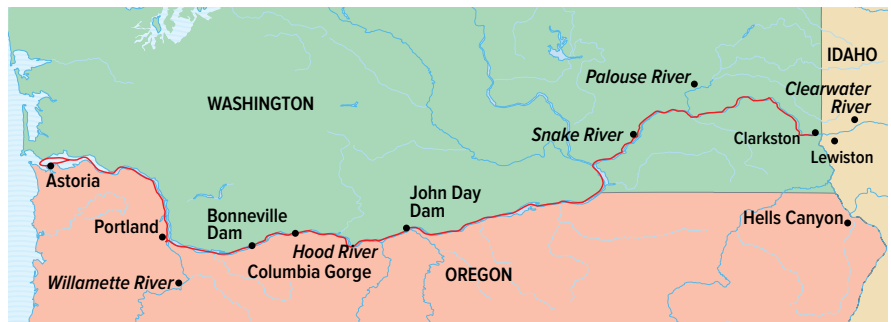 IDAHO
Palouse River
Clearwater
River
WASHINGTON
Snake River
Clarkston
Lewiston
Astoria
John Day
Dam
Bonneville
Dam
Portland
Hells Canyon
Hood River
Columbia Gorge
OREGON
Willamette River